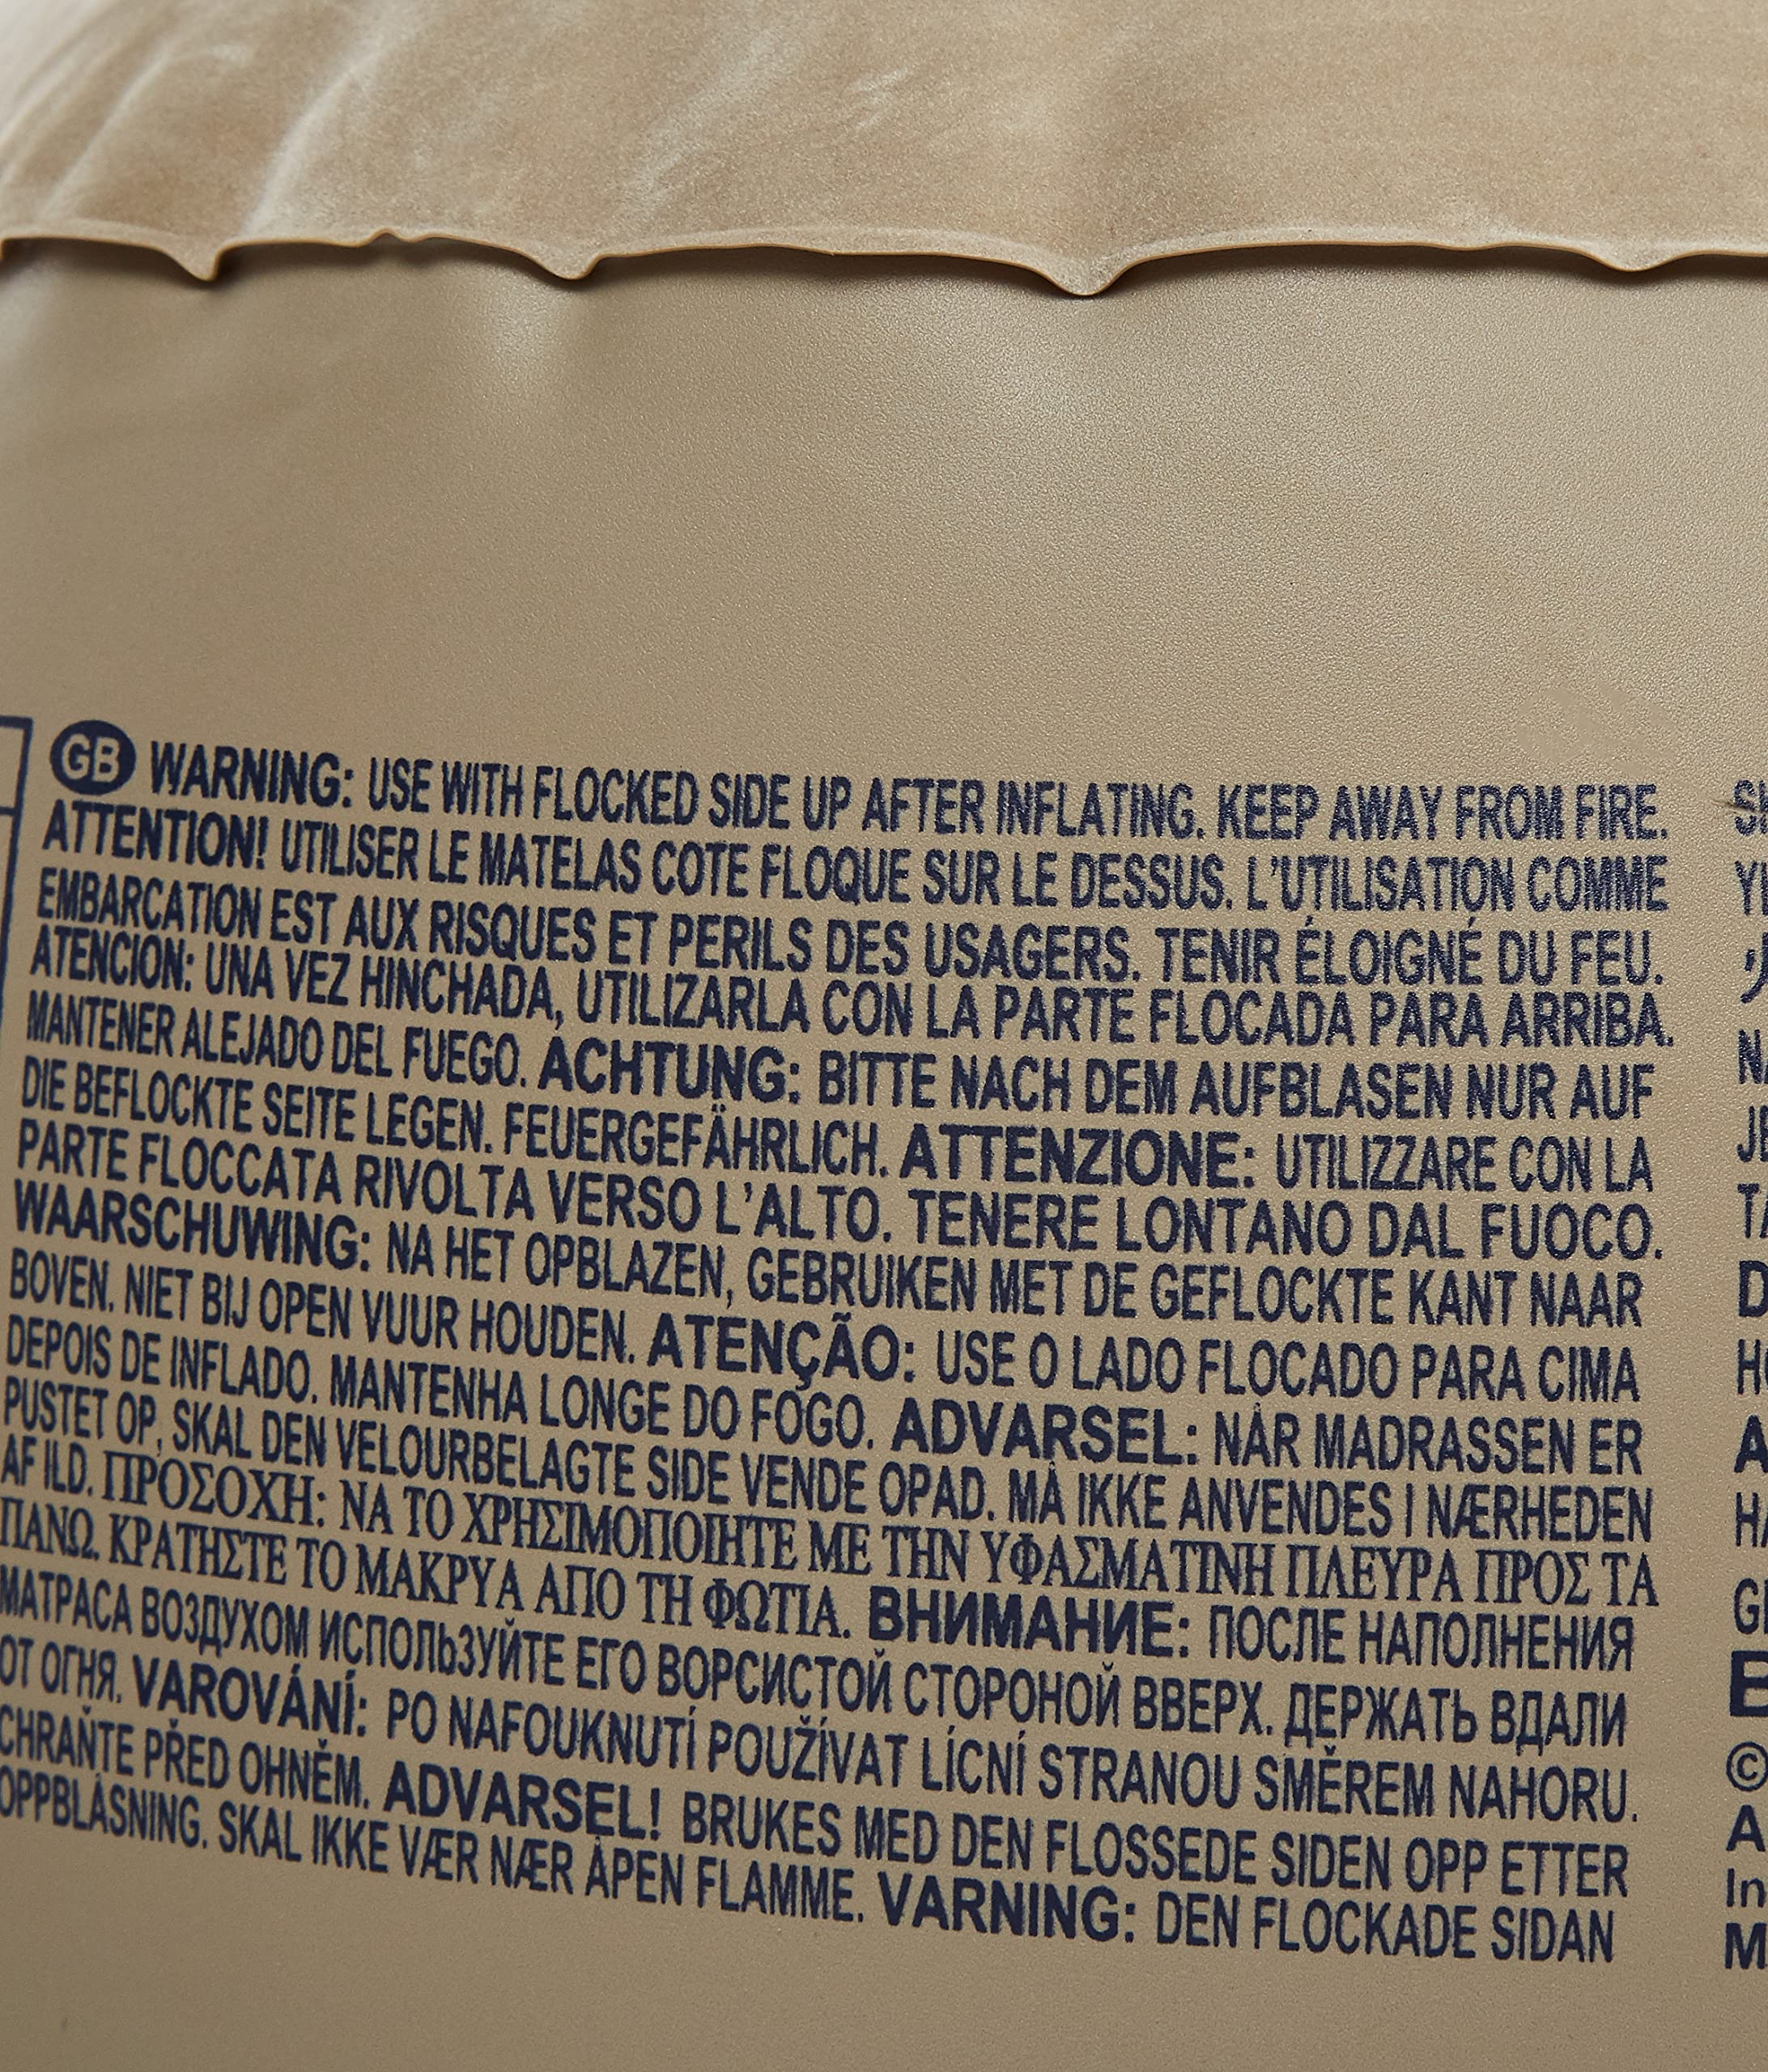 GB WARNING: USE WITH FLOCKED SIDE UP AFTER INFLATING. KEEP AWAY FROM FIRE.
ATTENTION! UTILISER LE MATELAS COTE FLOQUE SUR LE DESSUS. L'UTILISATION COMME
EMBARCATION EST AUX RISQUES ET PERILS DES USAGERS. TENIR ÉLOIGNÉ DU FEU.
ATENCION: UNA VEZ HINCHADA, UTILIZARLA CON LA PARTE FLOCADA PARA ARRIBA.
MANTENER ALEJADO DEL FUEGO. ACHTUNG: BITTE NACH DEM AUFBLASEN NUR AUF
DIE BEFLOCKTE SEITE LEGEN. FEUERGEFÄHRLICH. ATTENZIONE: UTILIZZARE CON LA
PARTE FLOCCATA RIVOLTA VERSO L'ALTO. TENERE LONTANO DAL FUOCO.
WAARSCHUWING: NA HET OPBLAZEN, GEBRUIKEN MET DE GEFLOCKTE KANT NAAR
BOVEN. NIET BIJ OPEN VUUR HOUDEN. ATENÇÃO: USE O LADO FLOCADO PARA CIMA
DEPOIS DE INFLADO. MANTENHA LONGE DO FOGO. ADVARSEL: NÅR MADRASSEN ER
PUSTET OP, SKAL DEN VELOURBELAGTE SIDE VENDE OPAD. MÅ IKKE ANVENDES I NÆRHEDEN
AF ILD. ΠΡΟΣΟΧΗ: ΝΑ ΤΟ ΧΡΗΣΙΜΟΠΟΙΗΤΕ ΜΕ ΤΗΝ ΥΦΑΣΜΑΤΙΝΗ ΠΛΕΥΡΑ ΠΡΟΣ ΤΑ
ΠΑΝΩ. ΚΡΑΤΗΣΤΕ ΤΟ ΜΑΚΡΥΑ ΑΠΟ ΤΗ ΦΩΤΙΑ. ВНИМАНИЕ: ПОСЛЕ НАПОЛНЕНИЯ
МАТРАСА ВОЗДУХОМ ИСПОЛЬЗУЙТЕ ЕГО ВОРСИСТОЙ СТОРОНОЙ ВВЕРХ. ДЕРЖАТЬ ВДАЛИ
ОТ ОГНЯ. VAROVÁNÍ: PO NAFOUKNUTÍ POUŽÍVAT LÍCNÍ STRANOU SMĚREM NAHORU.
CHRAŇTE PŘED OHNĚM. ADVARSEL! BRUKES MED DEN FLOSSEDE SIDEN OPP ETTER
OPPBLÅSNING. SKAL IKKE VÆR NÆR ÅPEN FLAMME. VARNING: DEN FLOCKADE SIDAN